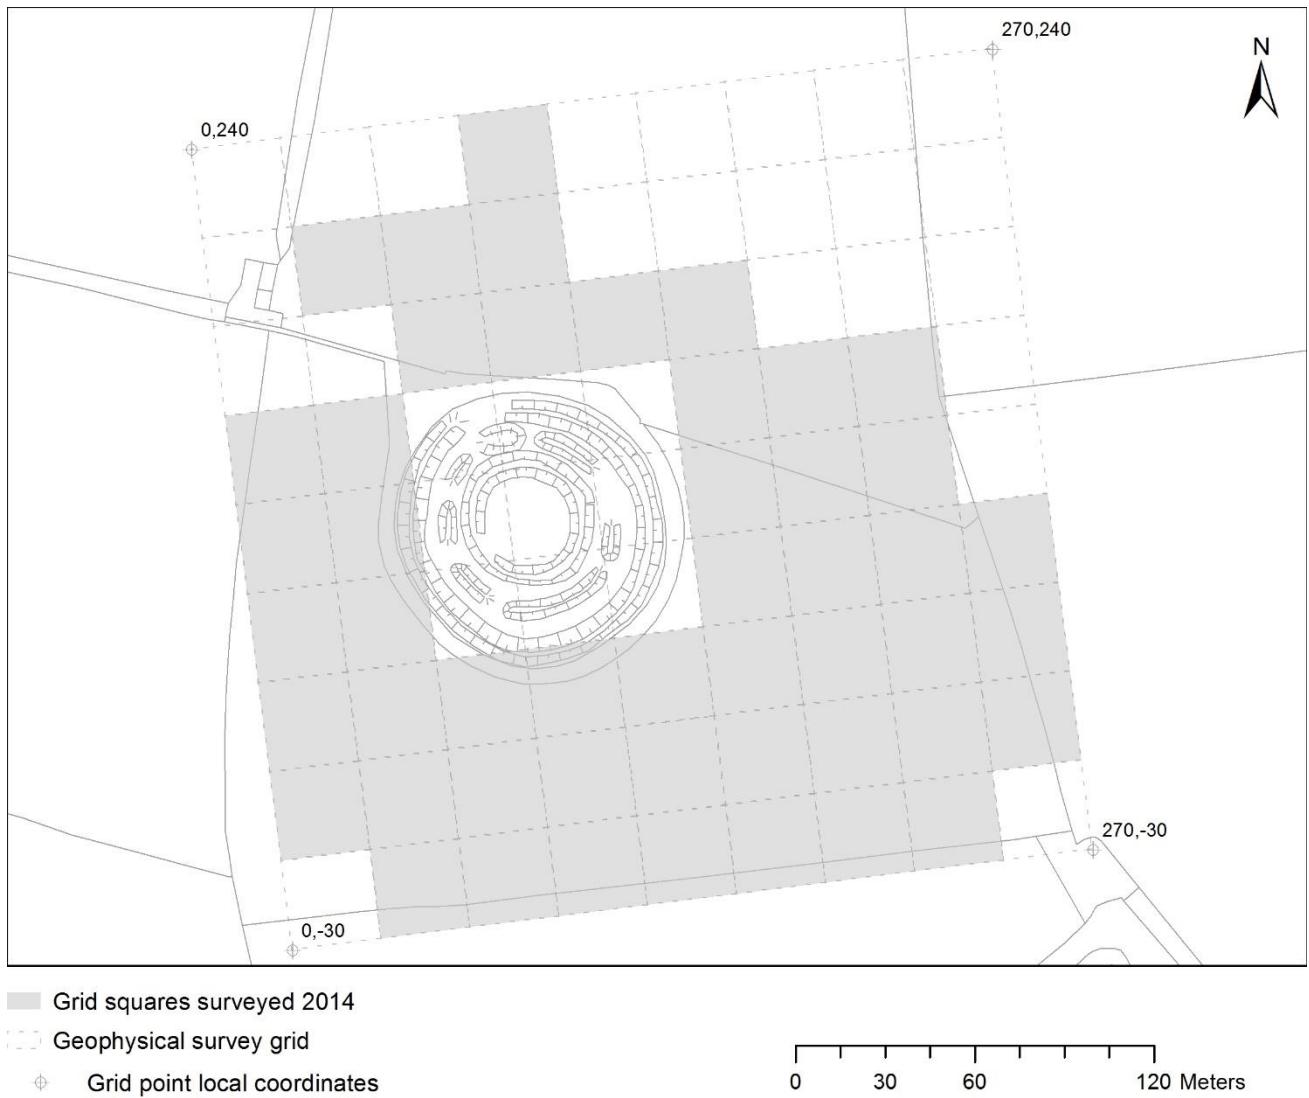 270,240
N
0,240
270,-30
0,-30
Grid squares surveyed 2014
Geophysical survey grid
Grid point local coordinates
0 30 60 120 Meters